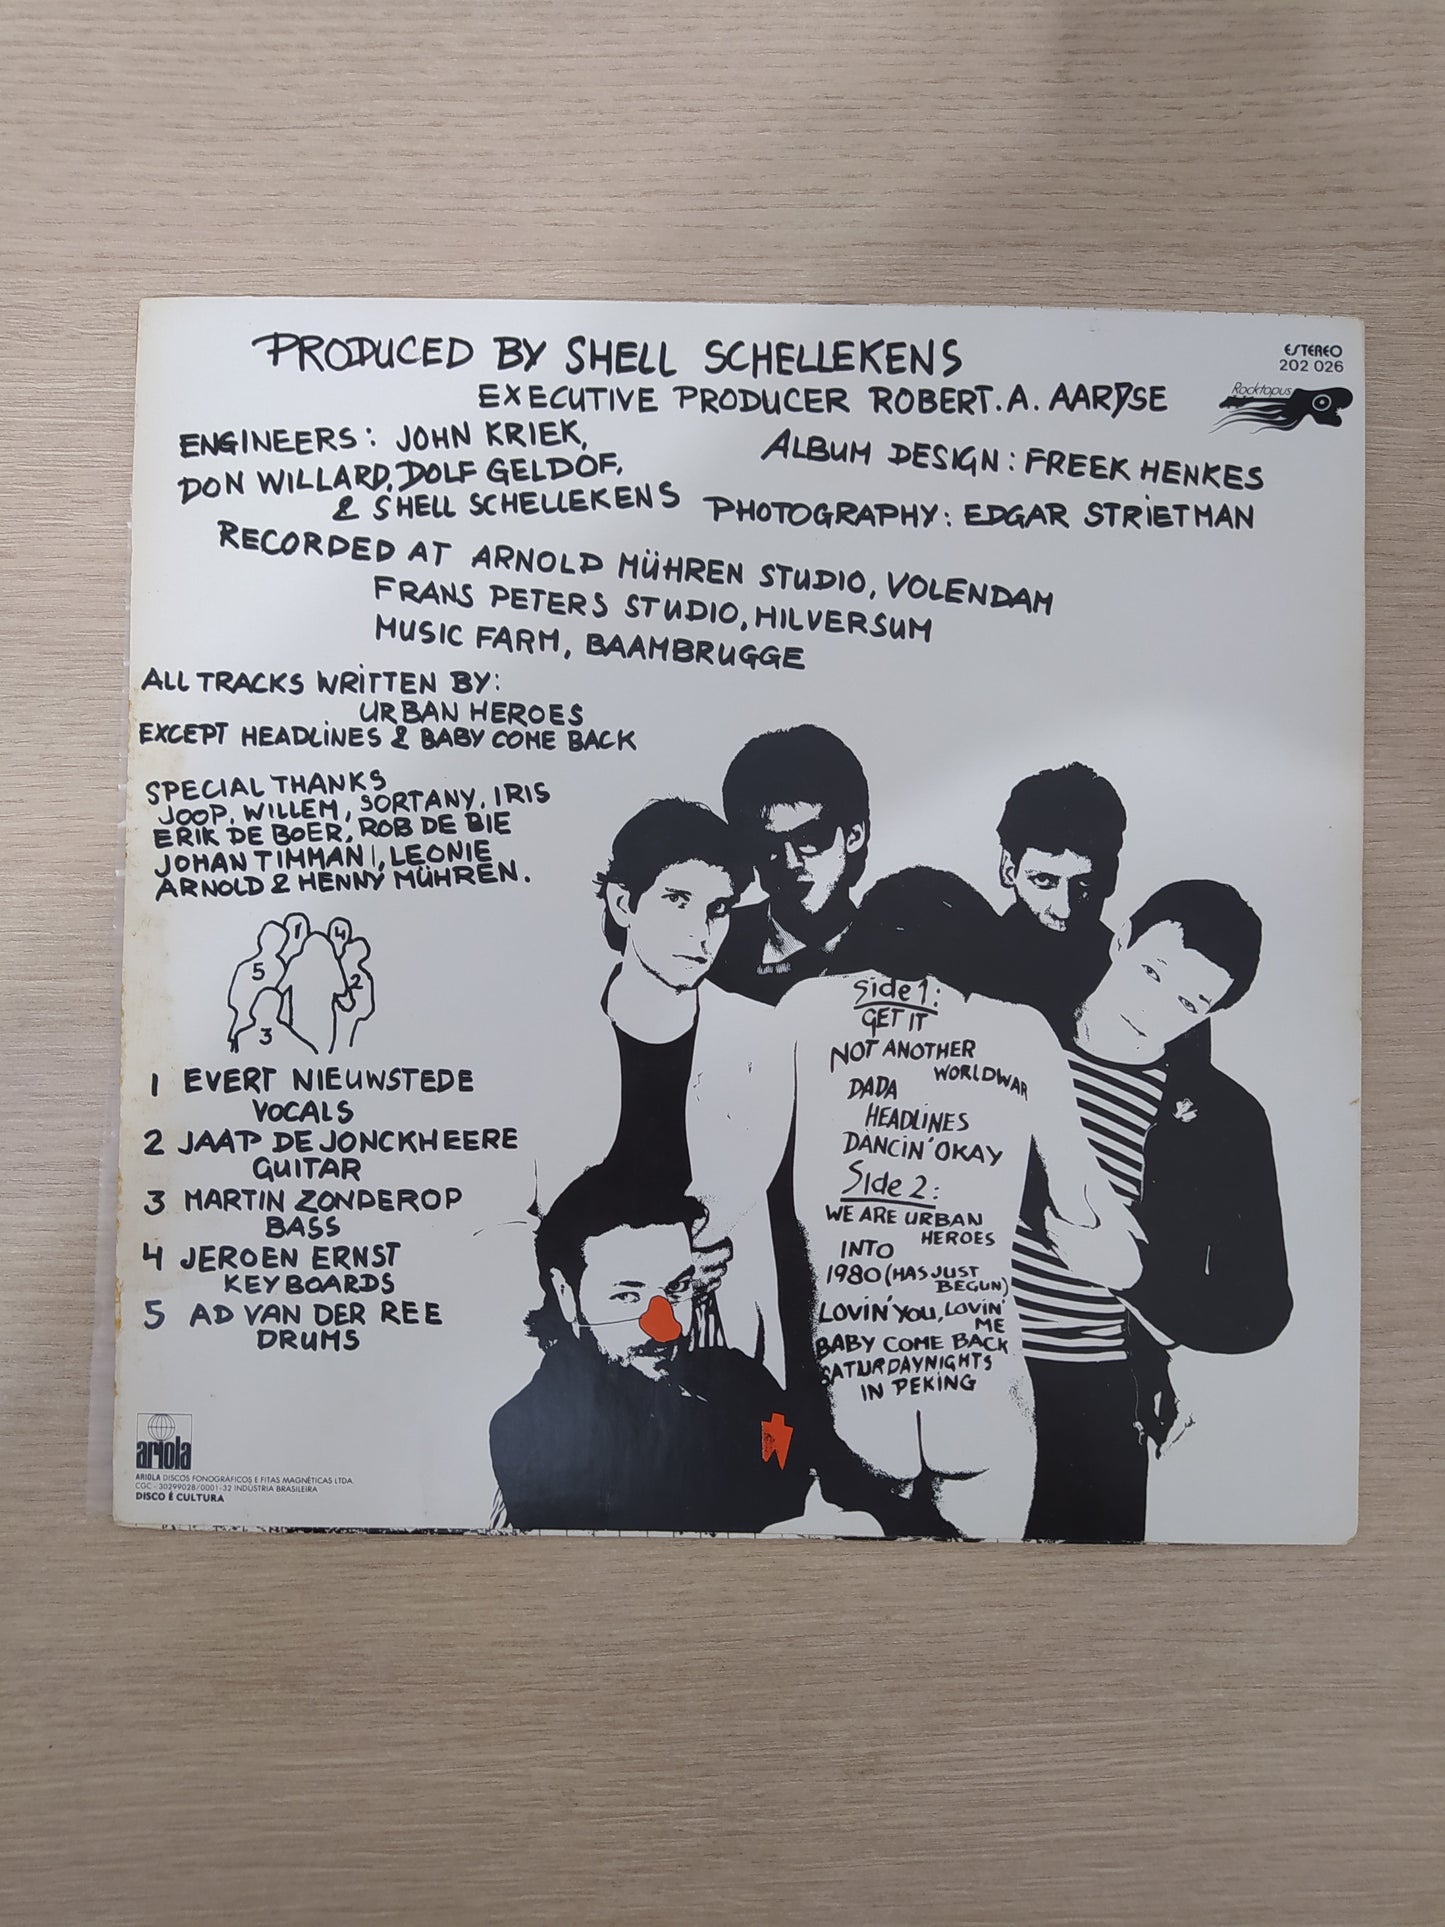 PRODUCED BY SHELL SCHELLEKENS
EXECUTIVE PRODUCER ROBERT. A. AARDSE
ESTEREO
202 026
Rocktopus
ENGINEERS: JOHN KRIEK,
DON WILLARD, DOLF GELDOF,
& SHELL SCHELLEKENS
ALBUM DESIGN: FREEK HENKES
PHOTOGRAPHY: EDGAR STRIETMAN
RECORDED AT ARNOLD MÜHREN STUDIO, VOLENDAM
FRANS PETERS STUDIO, HILVERSUM
MUSIC FARM, BAAMBRUGGE
ALL TRACKS WRITTEN BY:
URBAN HEROES
EXCEPT HEADLINES & BABY COME BACK
SPECIAL THANKS
JOOP, WILLEM, SORTANY, IRIS
ERIK DE BOER, ROB DE BIE
JOHAN TIMMAN, LEONIE
ARNOLD & HENNY MÜHREN.
1
4
5
2
3
1 EVERT NIEUWSTEDE
VOCALS
2 JAAP DE JONCKHEERE
GUITAR
3 MARTIN ZONDEROP
BASS
4 JEROEN ERNST
KEYBOARDS
5 AD VAN DER REE
DRUMS
Side 1:
GET IT
NOT ANOTHER
WORLDWAR
DADA
HEADLINES
DANCIN' OKAY
Side 2:
WE ARE URBAN
HEROES
INTO
1980 (HAS JUST
BEGUN)
LOVIN' YOU, LOVIN'
ME
BABY COME BACK
SATURDAYNIGHTS
IN PEKING
ariola
ARIOLA DISCOS FONOGRÁFICOS E FITAS MAGNÉTICAS LTDA.
CGC - 30299028/0001-32 INDÚSTRIA BRASILEIRA
DISCO É CULTURA